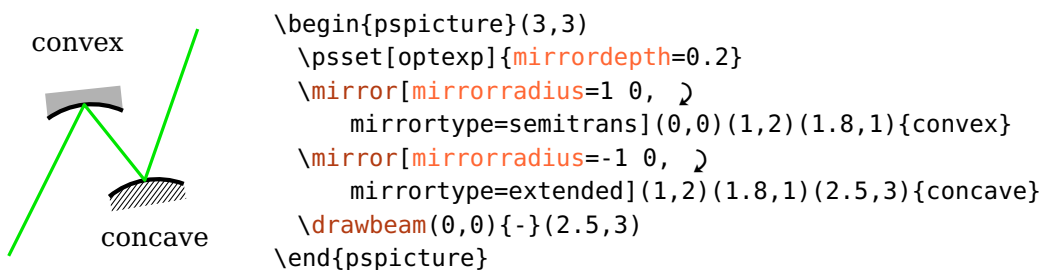 convex
concave
\begin{pspicture}(3,3)
\psset[optexp]{mirrordepth=0.2}
\mirror[mirrorradius=1 0,
mirrortype=semitrans](0,0)(1,2)(1.8,1){convex}
\mirror[mirrorradius=-1 0,
mirrortype=extended](1,2)(1.8,1)(2.5,3){concave}
\drawbeam(0,0){-}(2.5,3)
\end{pspicture}